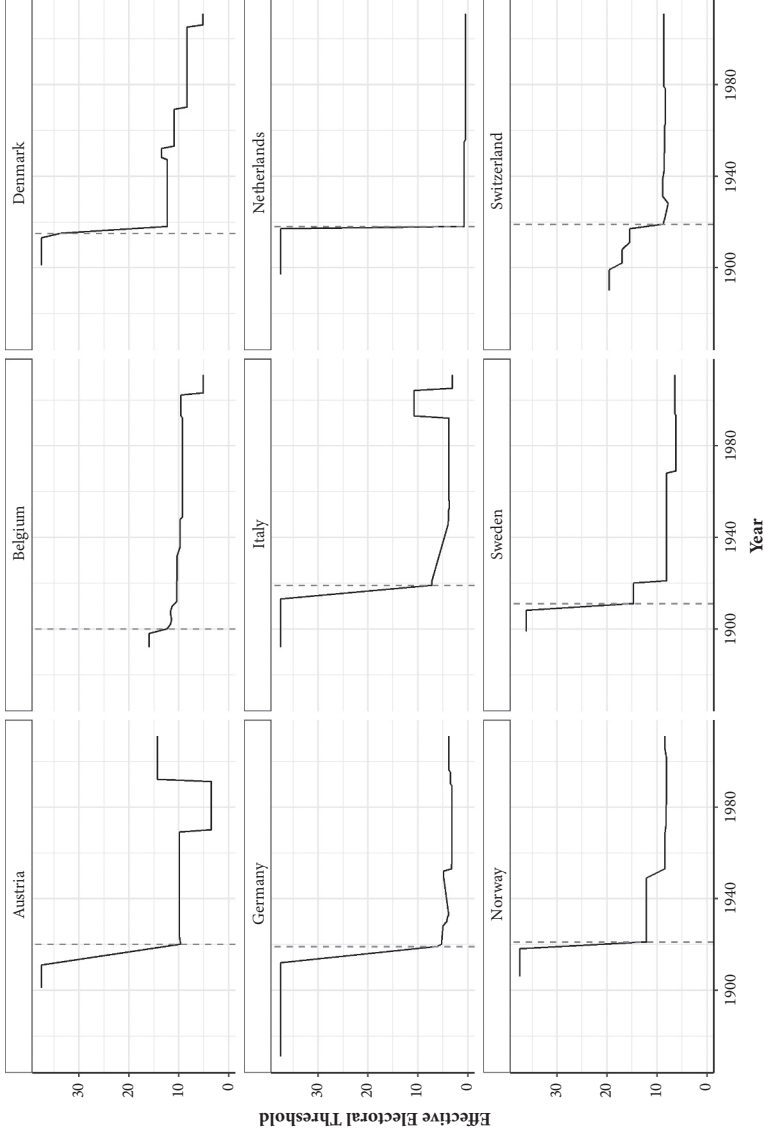 Austria
Belgium
Denmark
Germany
Italy
Netherlands
Norway
Sweden
Switzerland
30
20
10
0
30
20
10
0
30
20
10
0
1900
1940
1980
1900
1940
1980
1900
1940
1980
Effective Electoral Threshold
Year